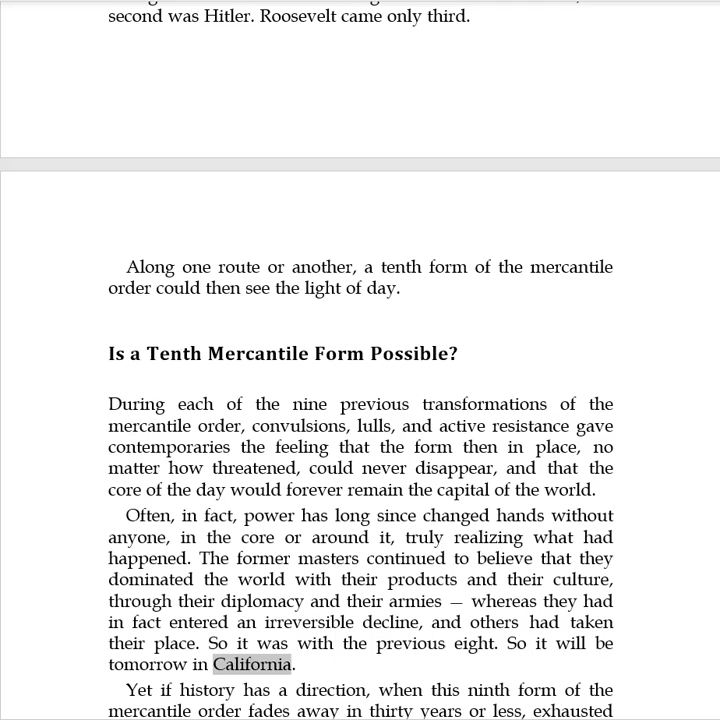 second was Hitler. Roosevelt came only third.
Along one route or another, a tenth form of the mercantile
order could then see the light of day.
Is a Tenth Mercantile Form Possible?
During each of the nine previous transformations of the
mercantile order, convulsions, lulls, and active resistance gave
contemporaries the feeling that the form then in place, no
matter how threatened, could never disappear, and that the
core of the day would forever remain the capital of the world.
Often, in fact, power has long since changed hands without
anyone, in the core or around it, truly realizing what had
happened. The former masters continued to believe that they
dominated the world with their products and their culture,
through their diplomacy and their armies — whereas they had
in fact entered an irreversible decline, and others had taken
their place. So it was with the previous eight. So it will be
tomorrow in California.
Yet if history has a direction, when this ninth form of the
mercantile order fades away in thirty years or less, exhausted